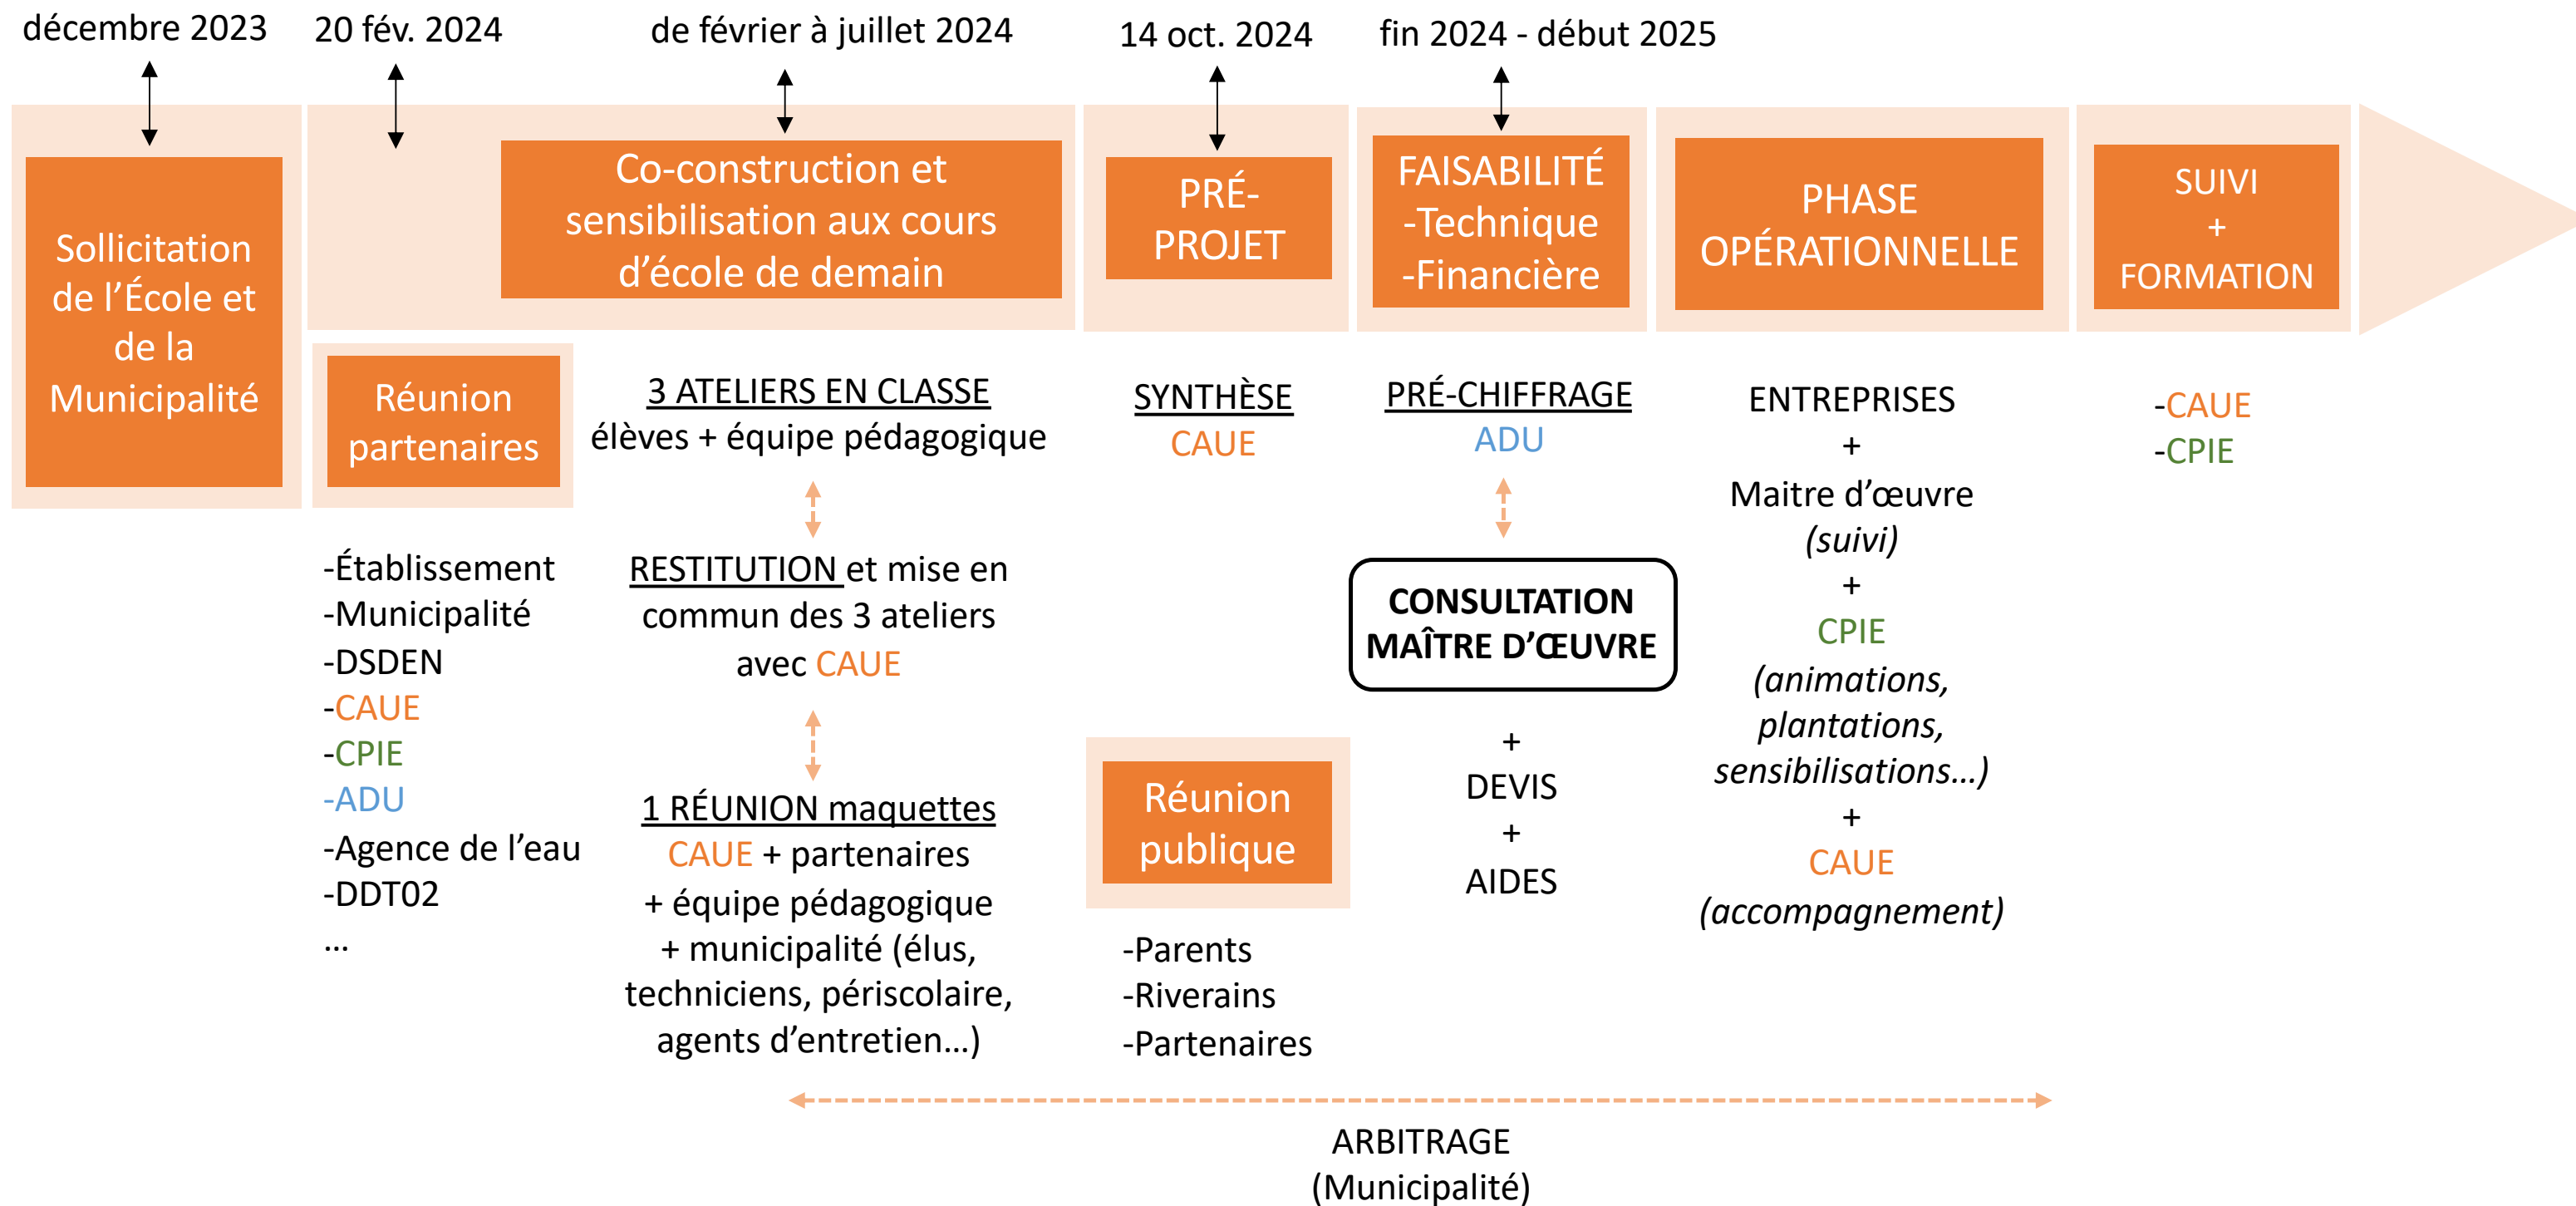 décembre 2023
20 fév. 2024
de février à juillet 2024
14 oct. 2024
fin 2024 - début 2025
Sollicitation
de l'École et
de la
Municipalité
Co-construction et
sensibilisation aux cours
d'école de demain
PRÉ-
PROJET
FAISABILITÉ
-Technique
-Financière
PHASE
OPÉRATIONNELLE
SUIVI
+
FORMATION
Réunion
partenaires
-Établissement
-Municipalité
-DSDEN
-CAUE
-CPIE
-ADU
-Agence de l'eau
-DDT02
...
3 ATELIERS EN CLASSE
élèves + équipe pédagogique
RESTITUTION et mise en
commun des 3 ateliers
avec CAUE
1 RÉUNION maquettes
CAUE + partenaires
+ équipe pédagogique
+ municipalité (élus,
techniciens, périscolaire,
agents d'entretien...)
SYNTHÈSE
CAUE
Réunion
publique
-Parents
-Riverains
-Partenaires
PRÉ-CHIFFRAGE
ADU
CONSULTATION
MAÎTRE D'ŒUVRE
+
DEVIS
+
AIDES
ENTREPRISES
+
Maitre d'œuvre
(suivi)
+
CPIE
(animations,
plantations,
sensibilisations...)
+
CAUE
(accompagnement)
-CAUE
-CPIE
ARBITRAGE
(Municipalité)